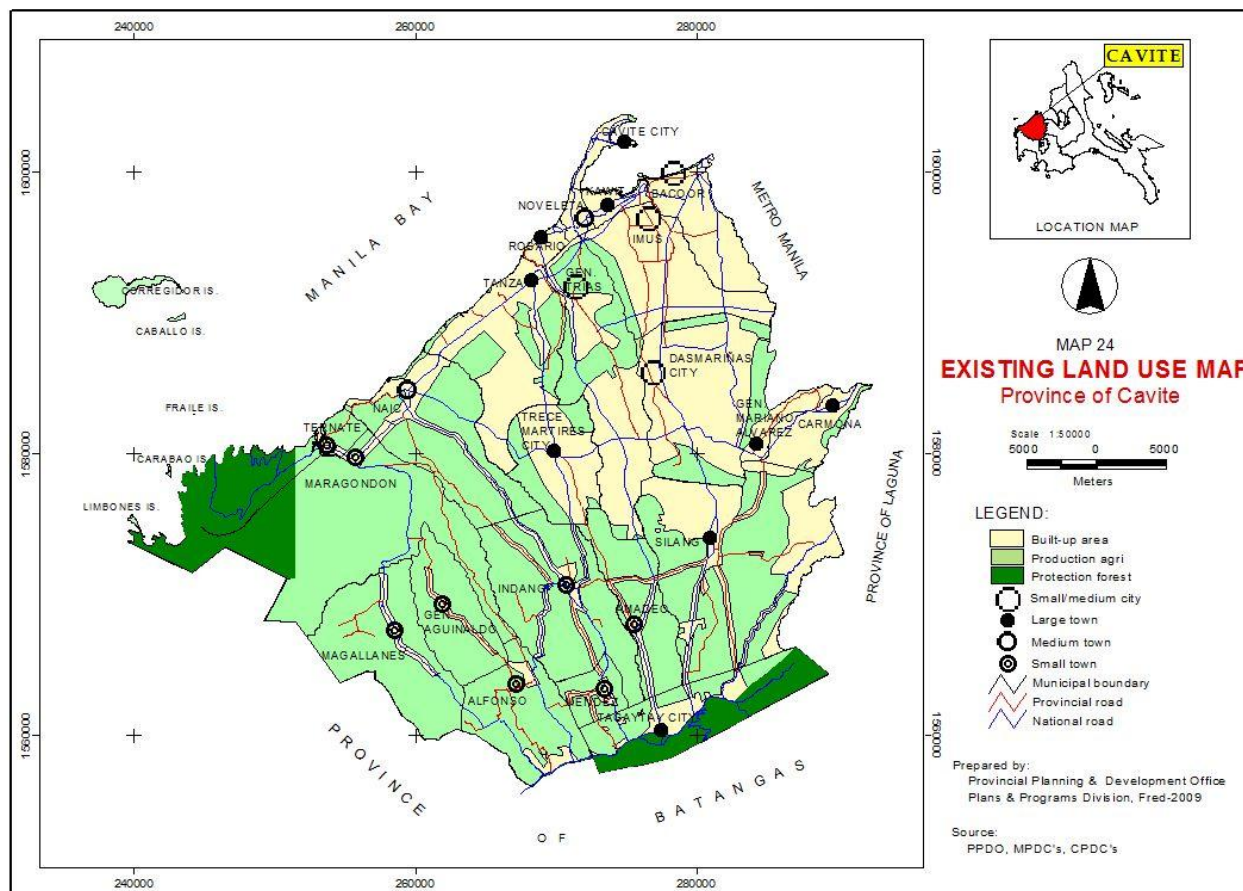 240000
260000
280000
1600000
1600000
1580000
1580000
1560000
1560000
CAVITE
LOCATION MAP
CAVITE CITY
MANILA BAY
METRO MANILA
KAWIT
BACOOR
NOVELETA
ROSARIO
IMUS
TANZA
GEN.
TRIAS
CORREGIDOR IS.
CABALLO IS.
MAP 24
EXISTING LAND USE MAP
Province of Cavite
DASMARIÑAS
CITY
NAIC
FRAILE IS.
TERNATE
TRECE
MARTIRES
CITY
GEN.
MARIANO
ALVAREZ
CARMONA
CARABAO IS.
MARAGONDON
LIMBONES IS.
SILANG
PROVINCE OF LAGUNA
Scale 1:50000
5000 0 5000
Meters
LEGEND:
Built-up area
Production agri
Protection forest
Small/medium city
Large town
Medium town
Small town
Municipal boundary
Provincial road
National road
INDANG
AMADEO
GEN.
AGUINALDO
MAGALLANES
ALFONSO
MENDEZ
TAGAYTAY CITY
PROVINCE OF BATANGAS
Prepared by:
Provincial Planning & Development Office
Plans & Programs Division, Fred-2009
Source:
PPDO, MPDC's, CPDC's
240000
260000
280000